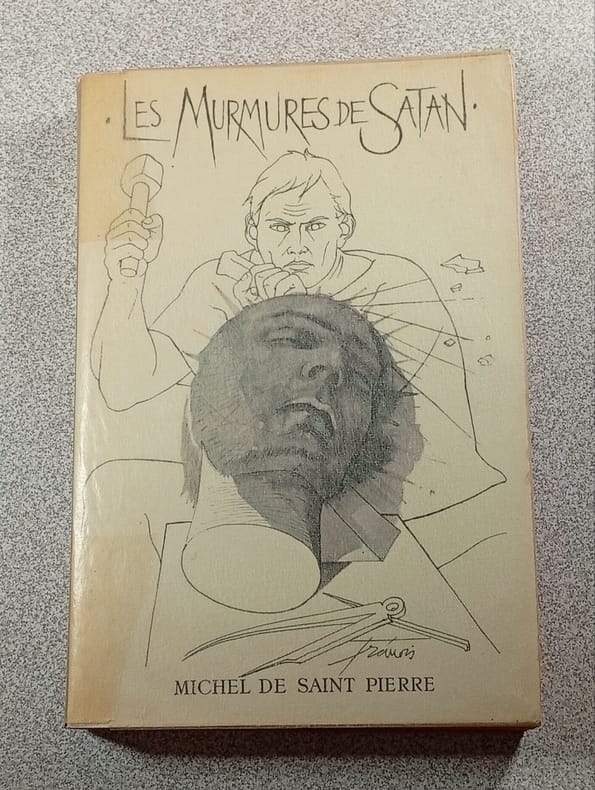 · LES MURMURES DE SATAN ·
MICHEL DE SAINT PIERRE